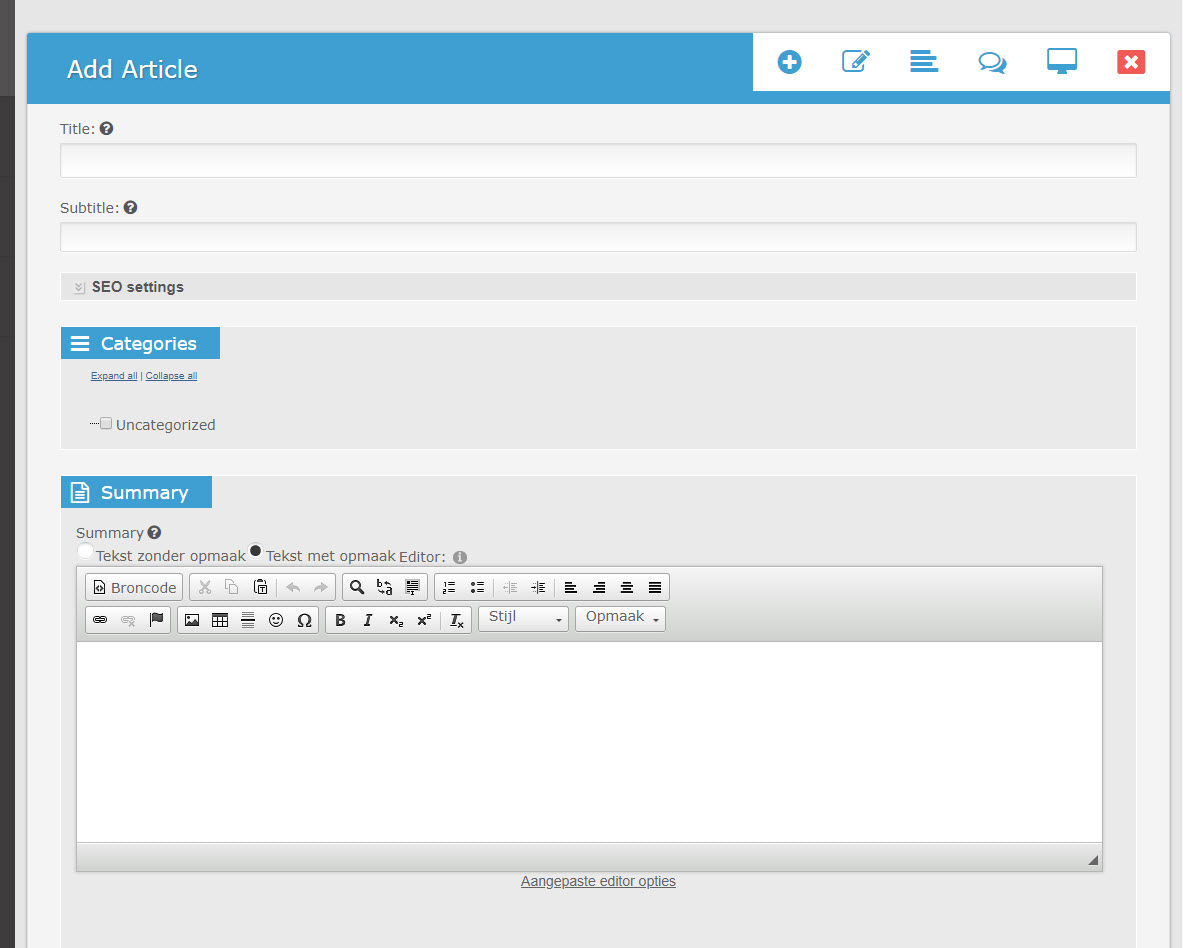 Add Article
Title:
Subtitle:
SEO settings
Categories
Expand all | Collapse all
Uncategorized
Summary
Summary
Tekst zonder opmaak Tekst met opmaak Editor:
Broncode
Stijl Opmaak
Aangepaste editor opties